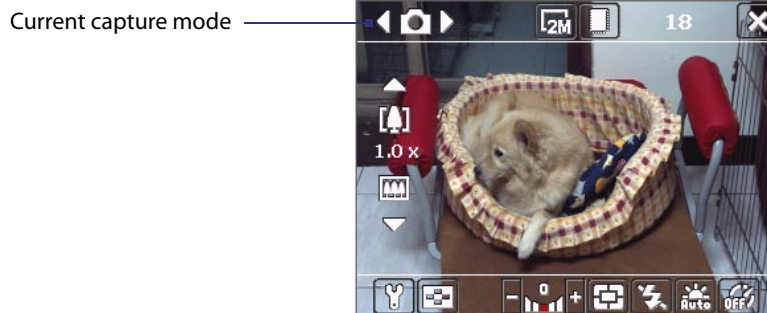 Current capture mode
2M
18
1.0 x
0
- +
Auto
OFF